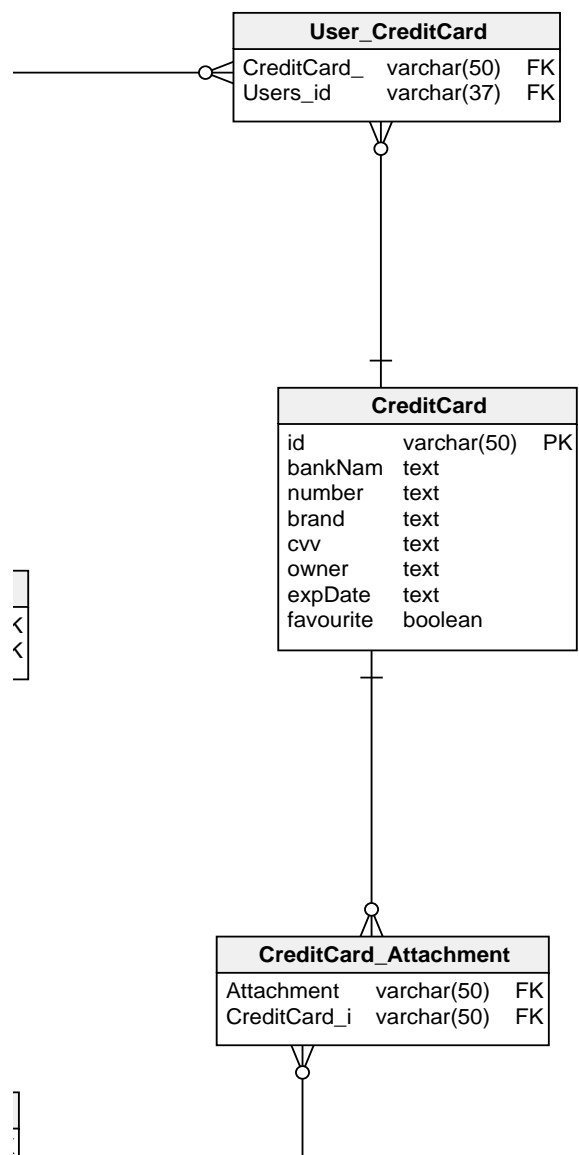 User_CreditCard
CreditCard_ varchar(50) FK
Users_id varchar(37) FK
CreditCard
id varchar(50) PK
bankNam text
number text
brand text
cvv text
owner text
expDate text
favourite boolean
K
K
CreditCard_Attachment
Attachment varchar(50) FK
CreditCard_i varchar(50) FK